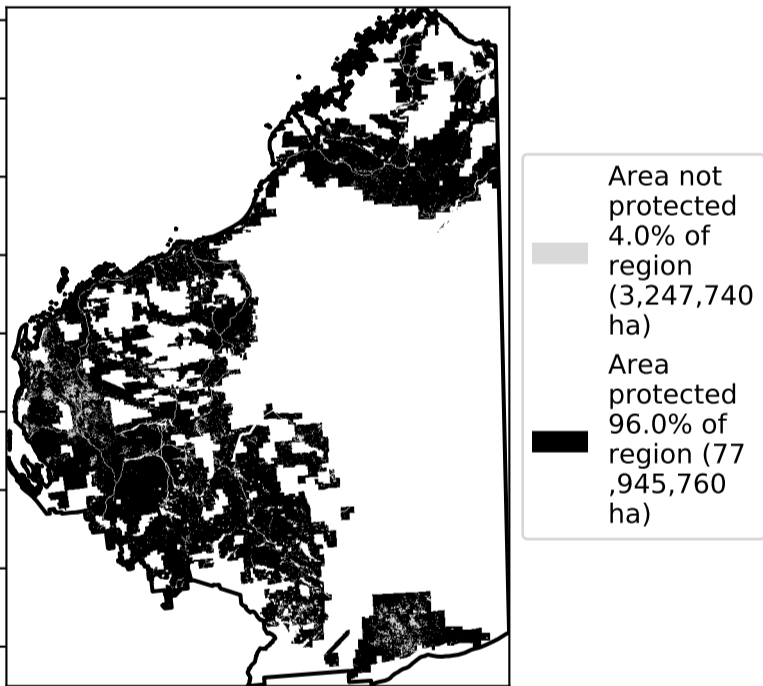 Area not
protected
4.0% of
region
(3,247,740
ha)
Area
protected
96.0% of
region (77
,945,760
ha)